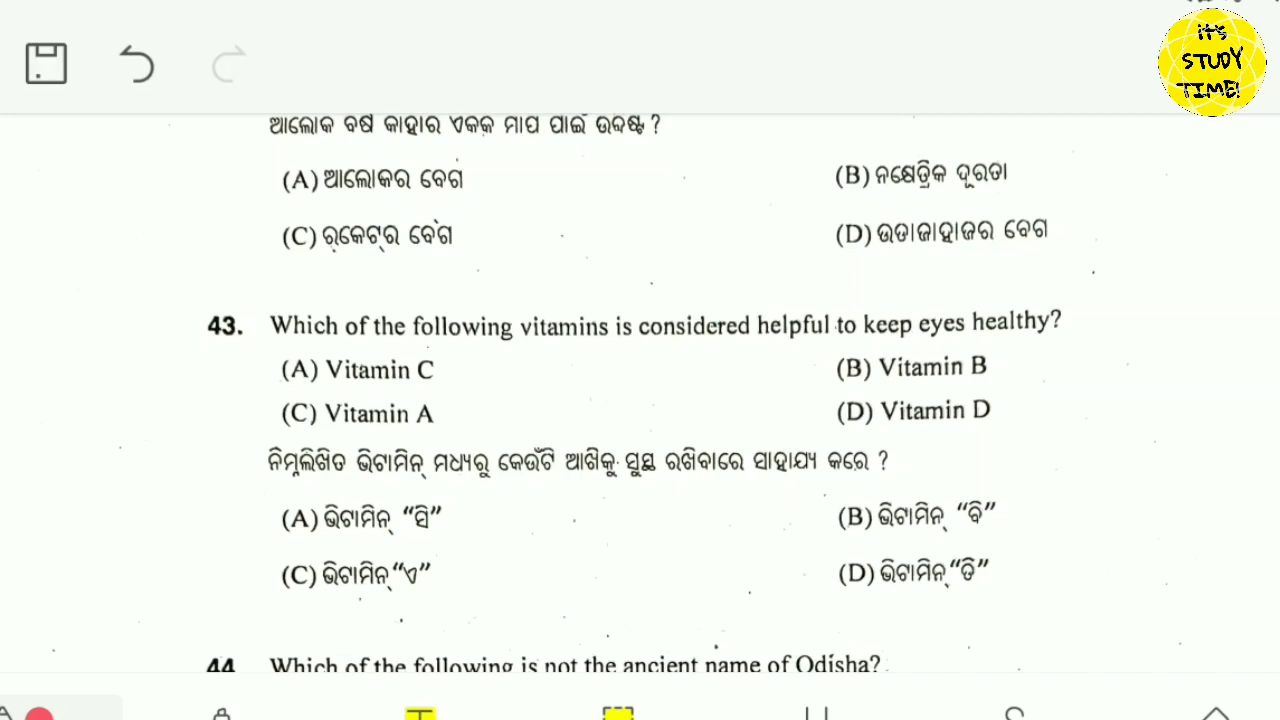 its
STUDY
TIME!
ଆଲୋକ ବର୍ଷ କାହାର ଏକକ ମାପ ପାଇଁ ଉଦ୍ଦିଷ୍ଟ ?
(A) ଆଲୋକର ବେଗ
(B) ନକ୍ଷେତ୍ରିକ ଦୂରତା
(C) ର୍‌କେଟ୍‌ର ବେଗ
(D) ଉଡାଜାହାଜର ବେଗ
43. Which of the following vitamins is considered helpful to keep eyes healthy?
(A) Vitamin C
(B) Vitamin B
(C) Vitamin A
(D) Vitamin D
ନିମ୍ନଲିଖିତ ଭିଟାମିନ୍ ମଧ୍ୟରୁ କେଉଁଟି ଆଖିକୁ ସୁସ୍ଥ ରଖିବାରେ ସାହାଯ୍ୟ କରେ ?
(A) ଭିଟାମିନ୍ “ସି”
(B) ଭିଟାମିନ୍ “ବି”
(C) ଭିଟାମିନ୍ “ଏ”
(D) ଭିଟାମିନ୍ “ଡି”
44 Which of the following is not the ancient name of Odisha?